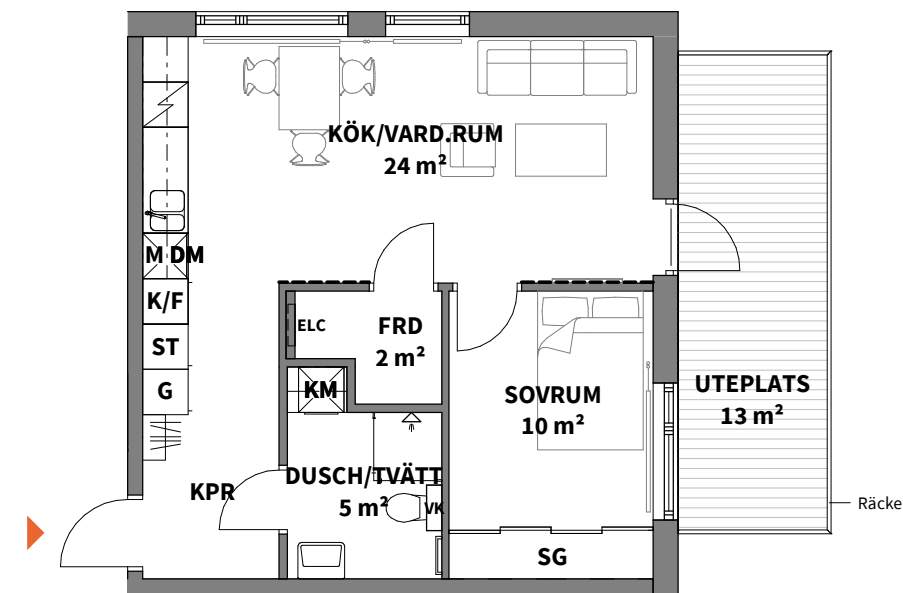 KÖK/VARD.RUM
24 m²
M DM
K/F
ST
G
ELC
FRD
2 m²
KM
SOVRUM
10 m²
UTEPLATS
13 m²
KPR
DUSCH/TVÄTT
5 m²
VK
Räcke
SG